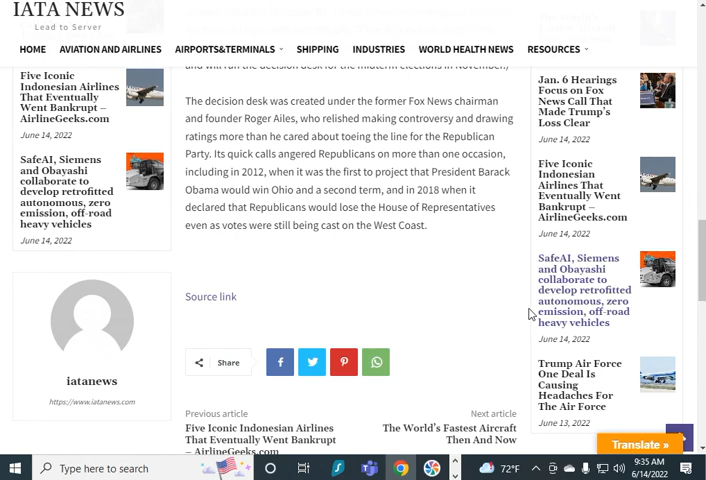 IATA NEWS
Lead to Server
HOME AVIATION AND AIRLINES AIRPORTS&TERMINALS SHIPPING INDUSTRIES WORLD HEALTH NEWS RESOURCES
Five Iconic
Indonesian Airlines
That Eventually
Went Bankrupt –
AirlineGeeks.com
June 14, 2022
SafeAI, Siemens
and Obayashi
collaborate to
develop retrofitted
autonomous, zero
emission, off-road
heavy vehicles
June 14, 2022
iatanews
https://www.iatanews.com
and will run the decision desk for the midterm elections in November.)
The decision desk was created under the former Fox News chairman
and founder Roger Ailes, who relished making controversy and drawing
ratings more than he cared about toeing the line for the Republican
Party. Its quick calls angered Republicans on more than one occasion,
including in 2012, when it was the first to project that President Barack
Obama would win Ohio and a second term, and in 2018 when it
declared that Republicans would lose the House of Representatives
even as votes were still being cast on the West Coast.
Source link
Share
Previous article
Five Iconic Indonesian Airlines
That Eventually Went Bankrupt
– AirlineGeeks.com
Next article
The World's Fastest Aircraft
Then And Now
Jan. 6 Hearings
Focus on Fox
News Call That
Made Trump's
Loss Clear
June 14, 2022
Five Iconic
Indonesian Airlines
That Eventually
Went Bankrupt –
AirlineGeeks.com
June 14, 2022
SafeAI, Siemens
and Obayashi
collaborate to
develop retrofitted
autonomous, zero
emission, off-road
heavy vehicles
June 14, 2022
Trump Air Force
One Deal Is
Causing
Headaches For
The Air Force
June 13, 2022
Translate »
Type here to search
72°F
9:35 AM
6/14/2022